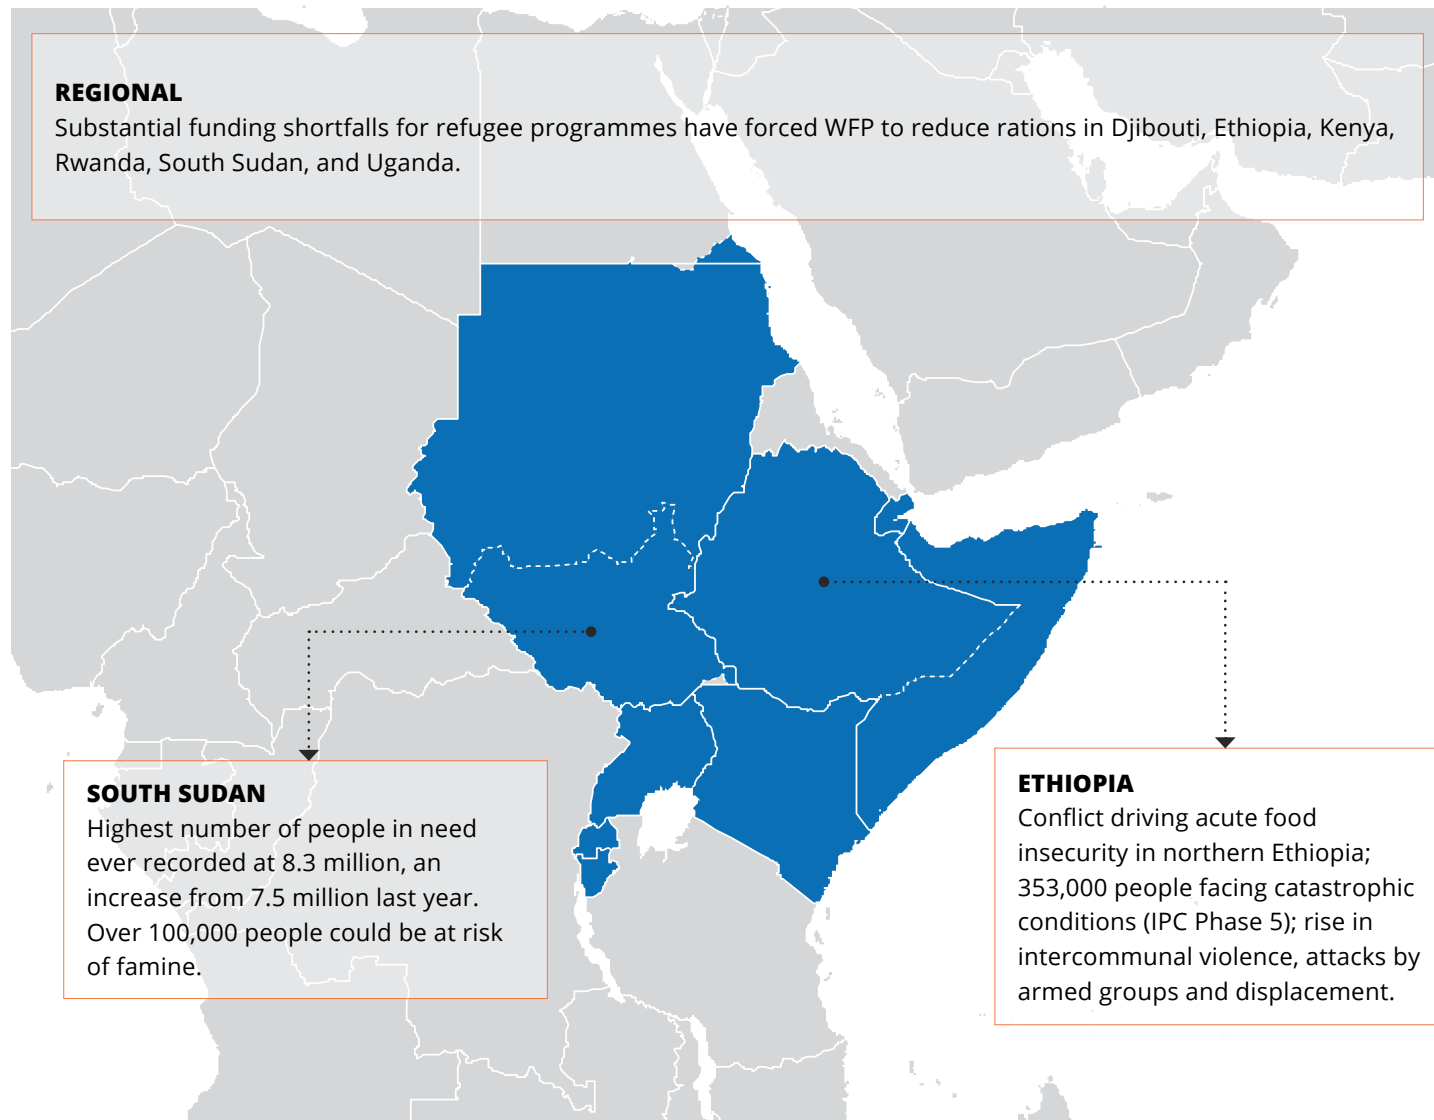 REGIONAL
Substantial funding shortfalls for refugee programmes have forced WFP to reduce rations in Djibouti, Ethiopia, Kenya,
Rwanda, South Sudan, and Uganda.
SOUTH SUDAN
Highest number of people in need
ever recorded at 8.3 million, an
increase from 7.5 million last year.
Over 100,000 people could be at risk
of famine.
ETHIOPIA
Conflict driving acute food
insecurity in northern Ethiopia;
353,000 people facing catastrophic
conditions (IPC Phase 5); rise in
intercommunal violence, attacks by
armed groups and displacement.